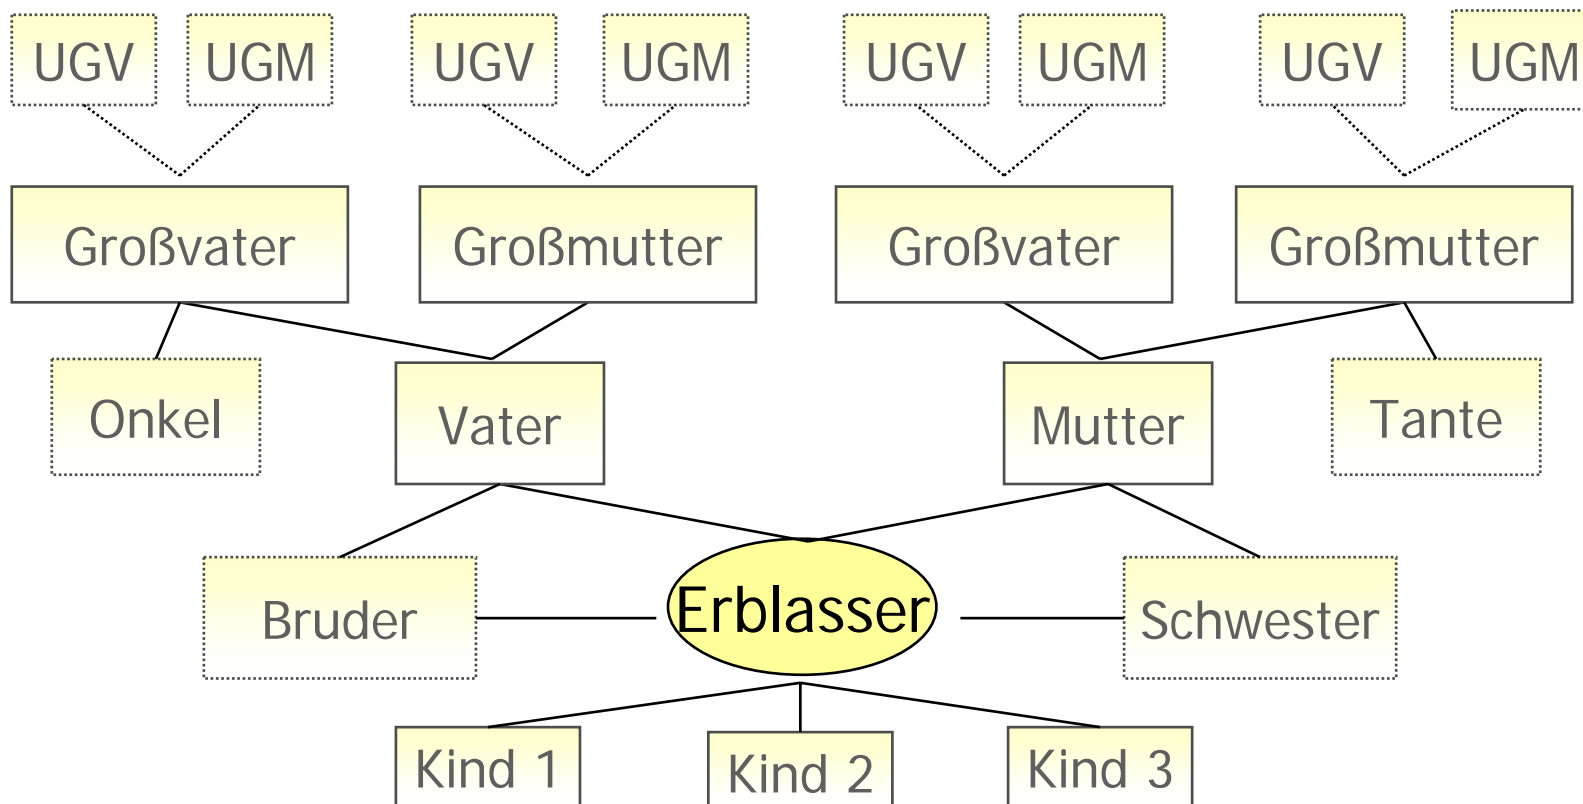 UGV UGM UGV UGM UGV UGM UGV UGM
Großvater Großmutter Großvater Großmutter
Onkel Vater Mutter Tante
Bruder Erblasser Schwester
Kind 1 Kind 2 Kind 3